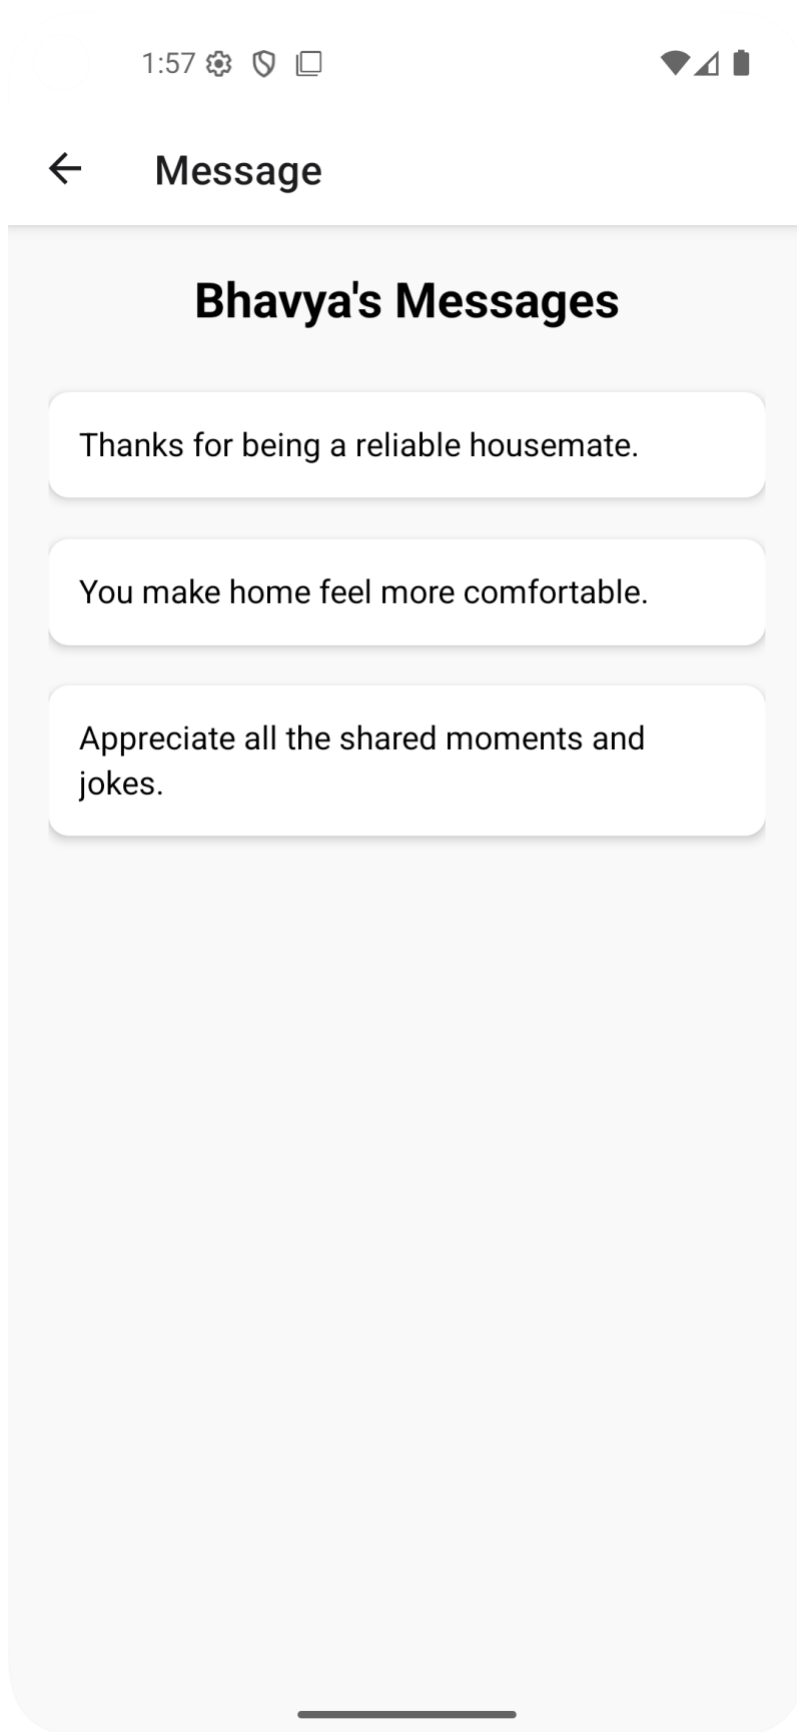 1:57
Message
Bhavya's Messages
Thanks for being a reliable housemate.
You make home feel more comfortable.
Appreciate all the shared moments and
jokes.